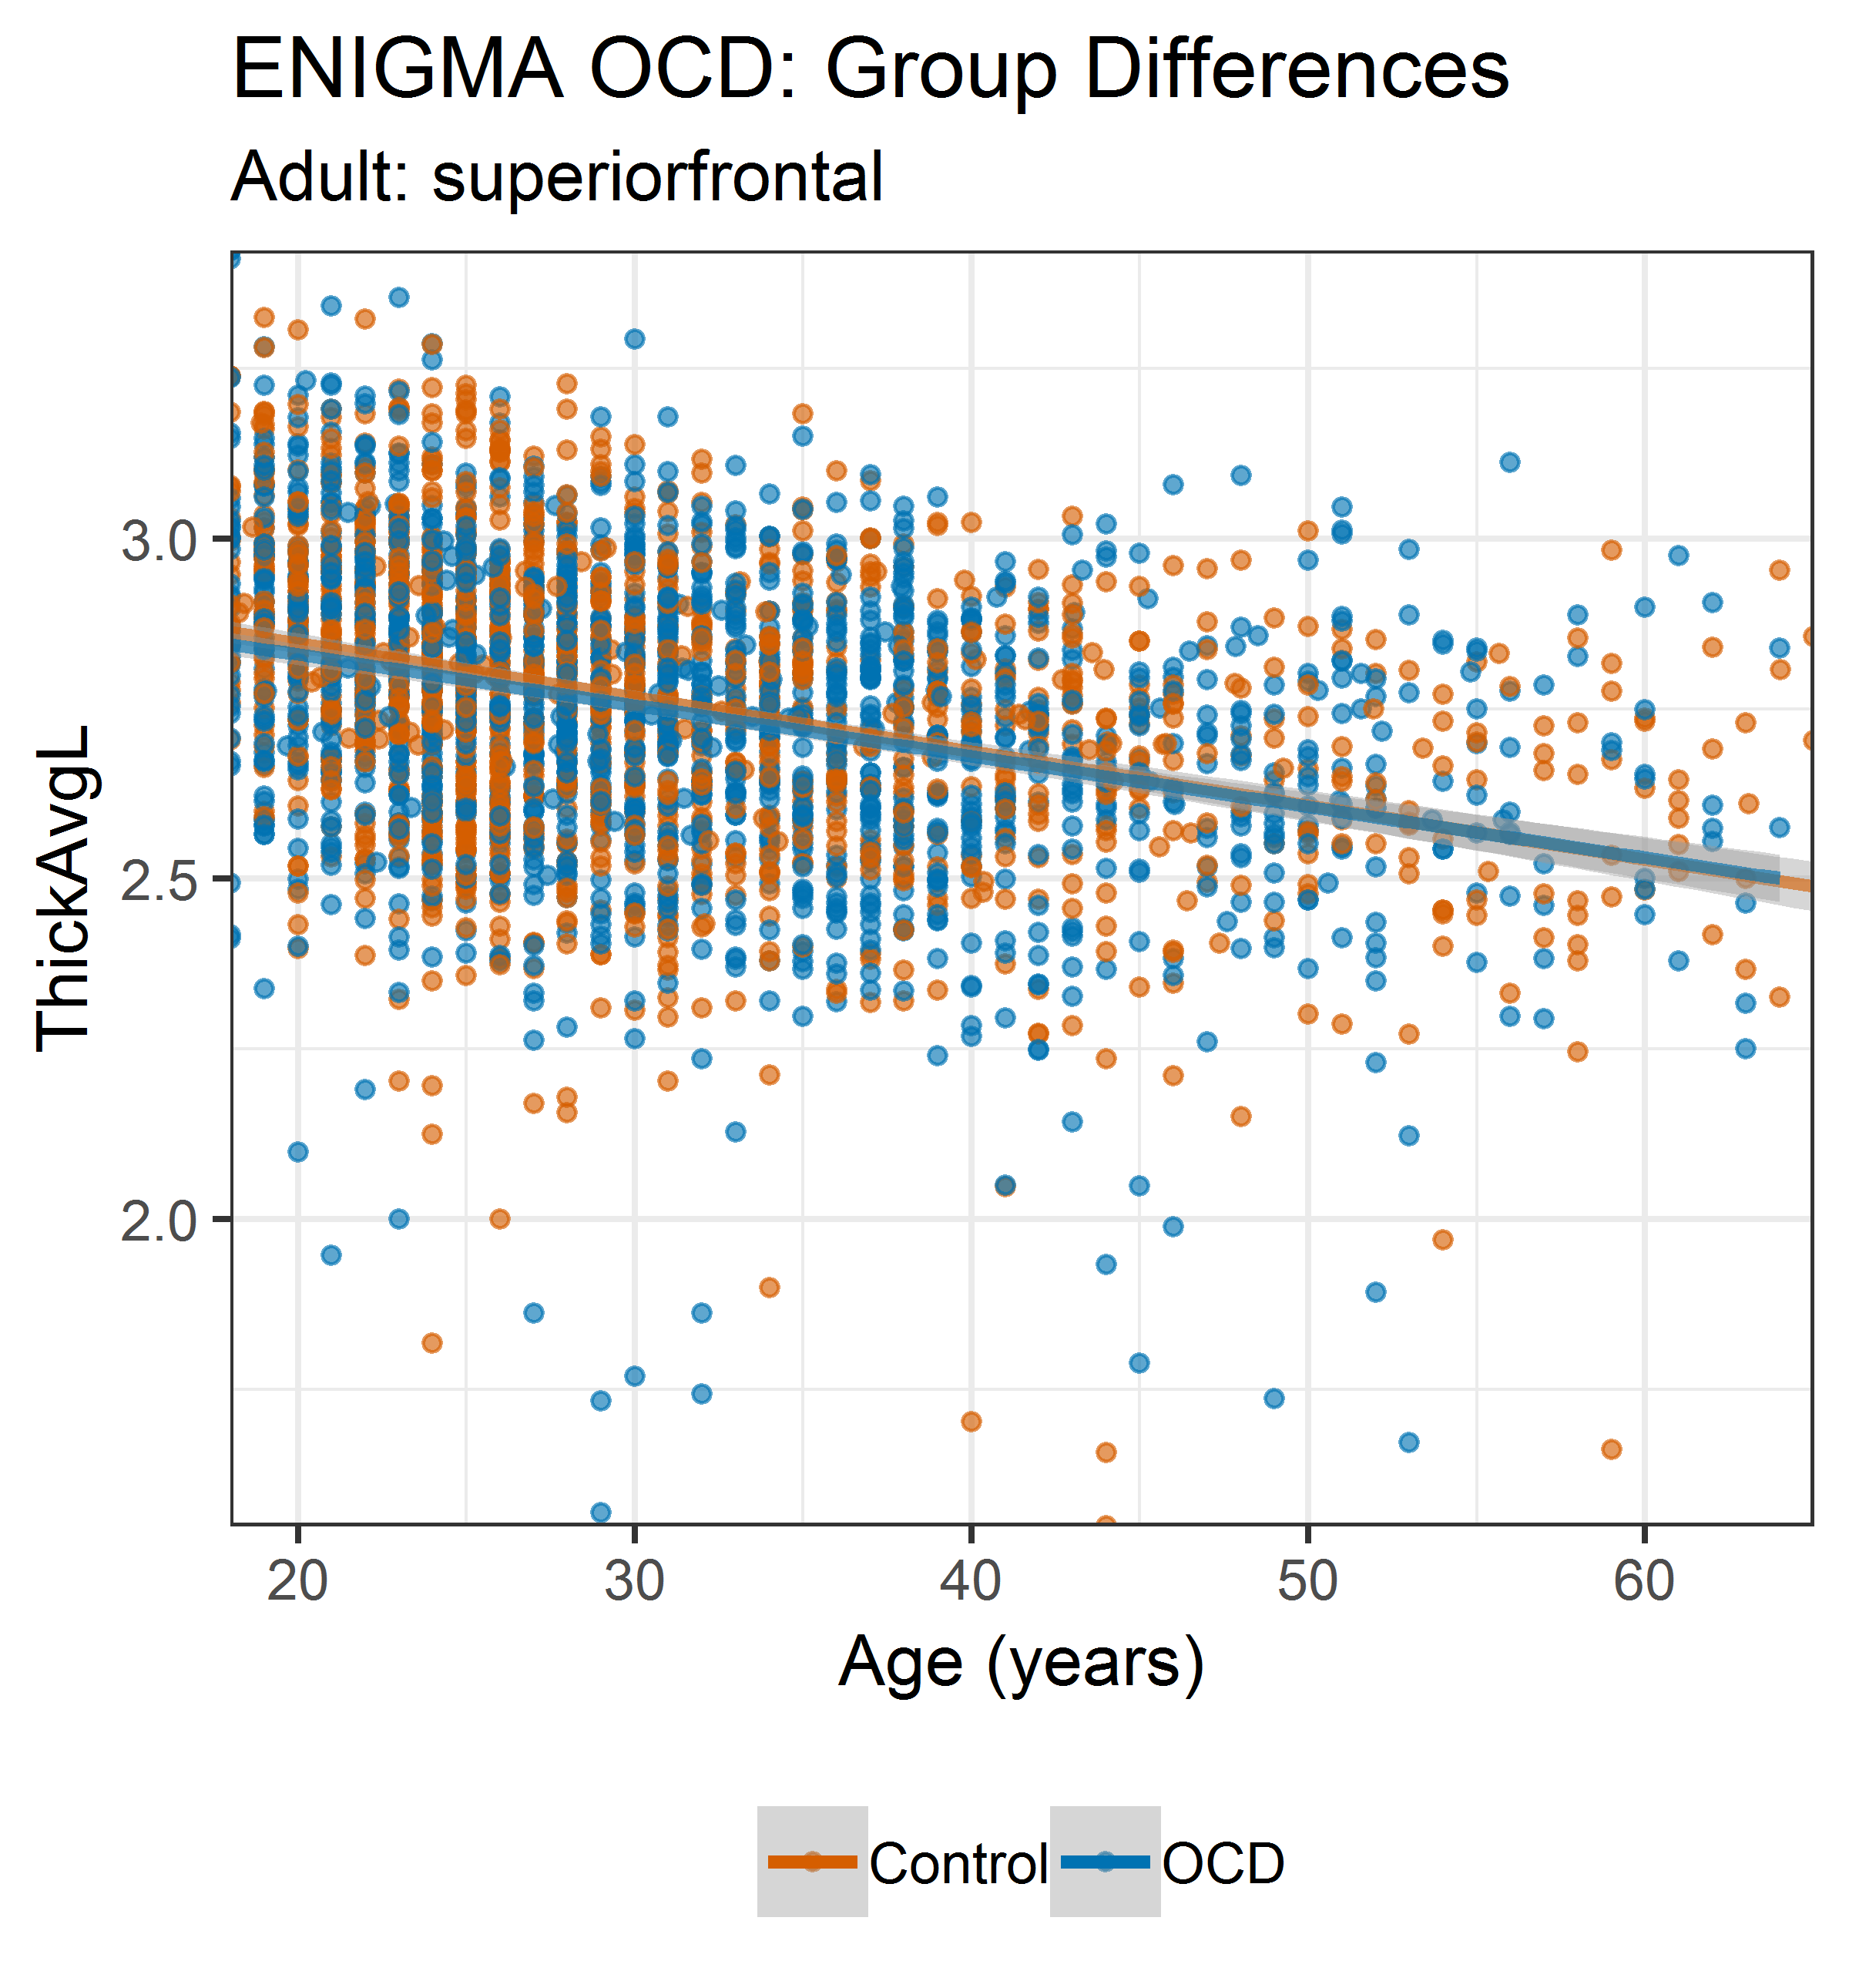 ENIGMA OCD: Group Differences
Adult: superiorfrontal
ThickAvgL
3.0
2.5
2.0
20 30 40 50 60
Age (years)
Control OCD